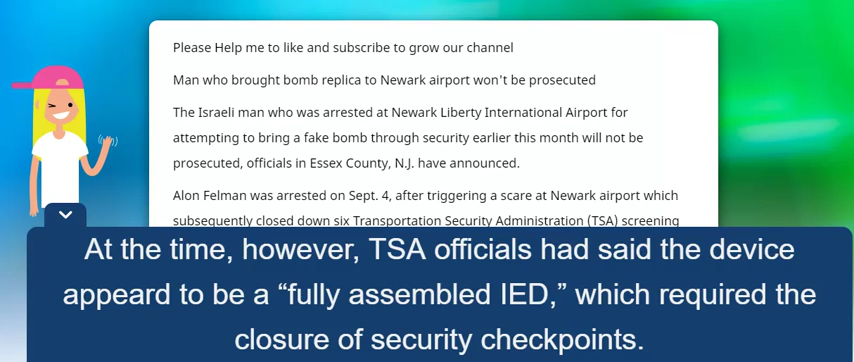 Please Help me to like and subscribe to grow our channel
Man who brought bomb replica to Newark airport won't be prosecuted
The Israeli man who was arrested at Newark Liberty International Airport for
attempting to bring a fake bomb through security earlier this month will not be
prosecuted, officials in Essex County, N.J. have announced.
Alon Felman was arrested on Sept. 4, after triggering a scare at Newark airport which
subsequently closed down six Transportation Security Administration (TSA) screening
At the time, however, TSA officials had said the device
appeard to be a “fully assembled IED,” which required the
closure of security checkpoints.